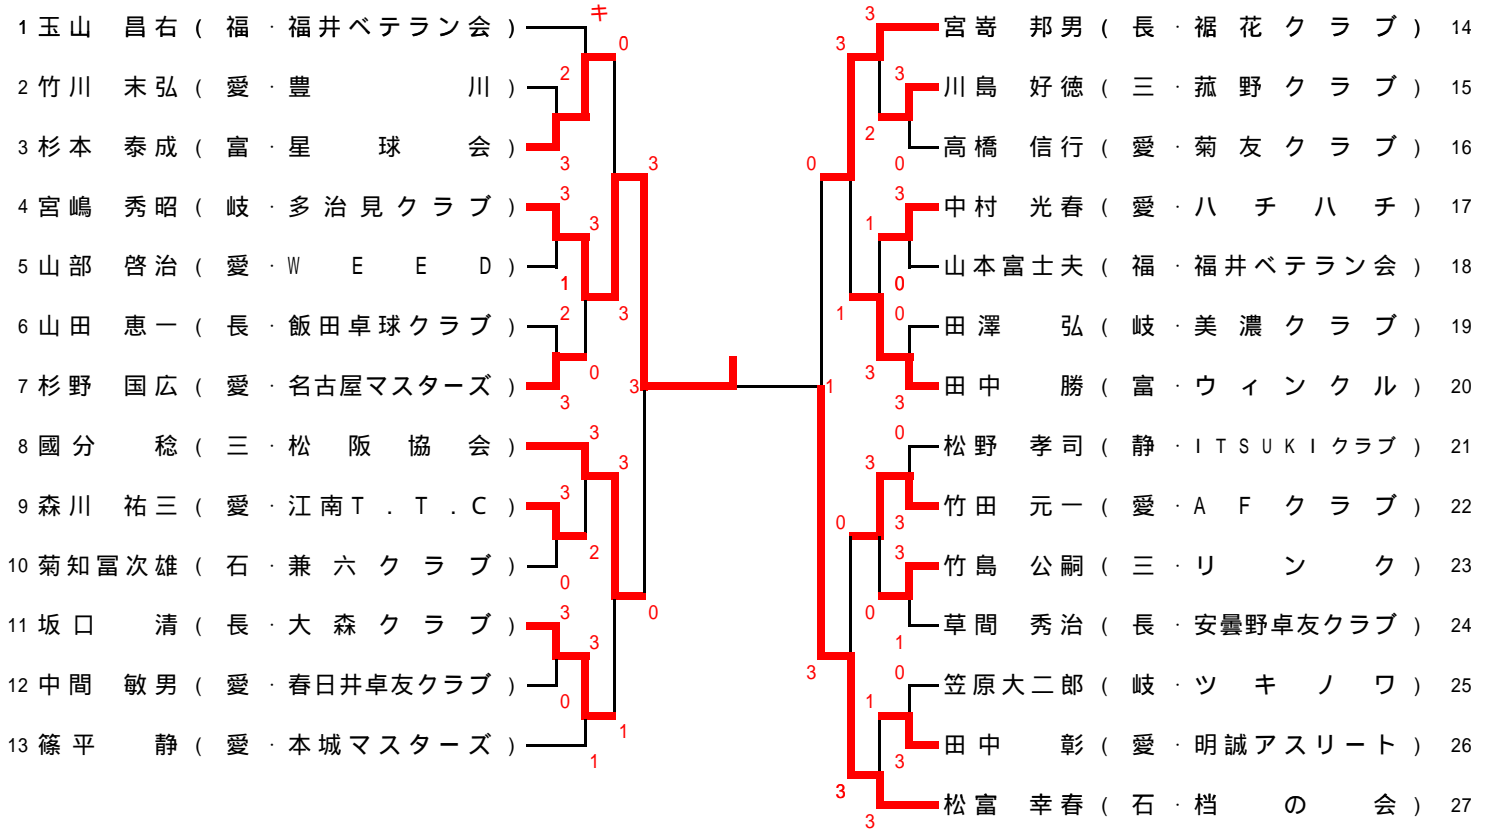 1 玉山 昌右 ( 福 ・ 福井ベテラン会 )
2 竹川 末弘 ( 愛 ・ 豊川 )
3 杉本 泰成 ( 富 ・ 星球会 )
4 宮嶋 秀昭 ( 岐 ・ 多治見クラブ )
5 山部 啓治 ( 愛 ・ WEED )
6 山田 恵一 ( 長 ・ 飯田卓球クラブ )
7 杉野 国広 ( 愛 ・ 名古屋マスターズ )
8 國分 稔 ( 三 ・ 松阪協会 )
9 森川 祐三 ( 愛 ・ 江南T.T.C )
10 菊知冨次雄 ( 石 ・ 兼六クラブ )
11 坂口 清 ( 長 ・ 大森クラブ )
12 中間 敏男 ( 愛 ・ 春日井卓友クラブ )
13 篠平 静 ( 愛 ・ 本城マスターズ )
キ
0
2
3
3
3
3
1
2
3
0
3
3
3
3
3
2
0
0
3
3
0
1
1
3
3
3
2
0
0
3
1
0
0
1
3
3
1
0
3
3
0
3
0
1
3
0
1
3
3
3
宮嵜 邦男 ( 長 ・ 裾花クラブ ) 14
川島 好徳 ( 三 ・ 菰野クラブ ) 15
高橋 信行 ( 愛 ・ 菊友クラブ ) 16
中村 光春 ( 愛 ・ ハチハチ ) 17
山本富士夫 ( 福 ・ 福井ベテラン会 ) 18
田澤 弘 ( 岐 ・ 美濃クラブ ) 19
田中 勝 ( 富 ・ ウィンクル ) 20
松野 孝司 ( 静 ・ ITSUKIクラブ ) 21
竹田 元一 ( 愛 ・ AFクラブ ) 22
竹島 公嗣 ( 三 ・ リンク ) 23
草間 秀治 ( 長 ・ 安曇野卓友クラブ ) 24
笠原大二郎 ( 岐 ・ ツキノワ ) 25
田中 彰 ( 愛 ・ 明誠アスリート ) 26
松富 幸春 ( 石 ・ 档の会 ) 27